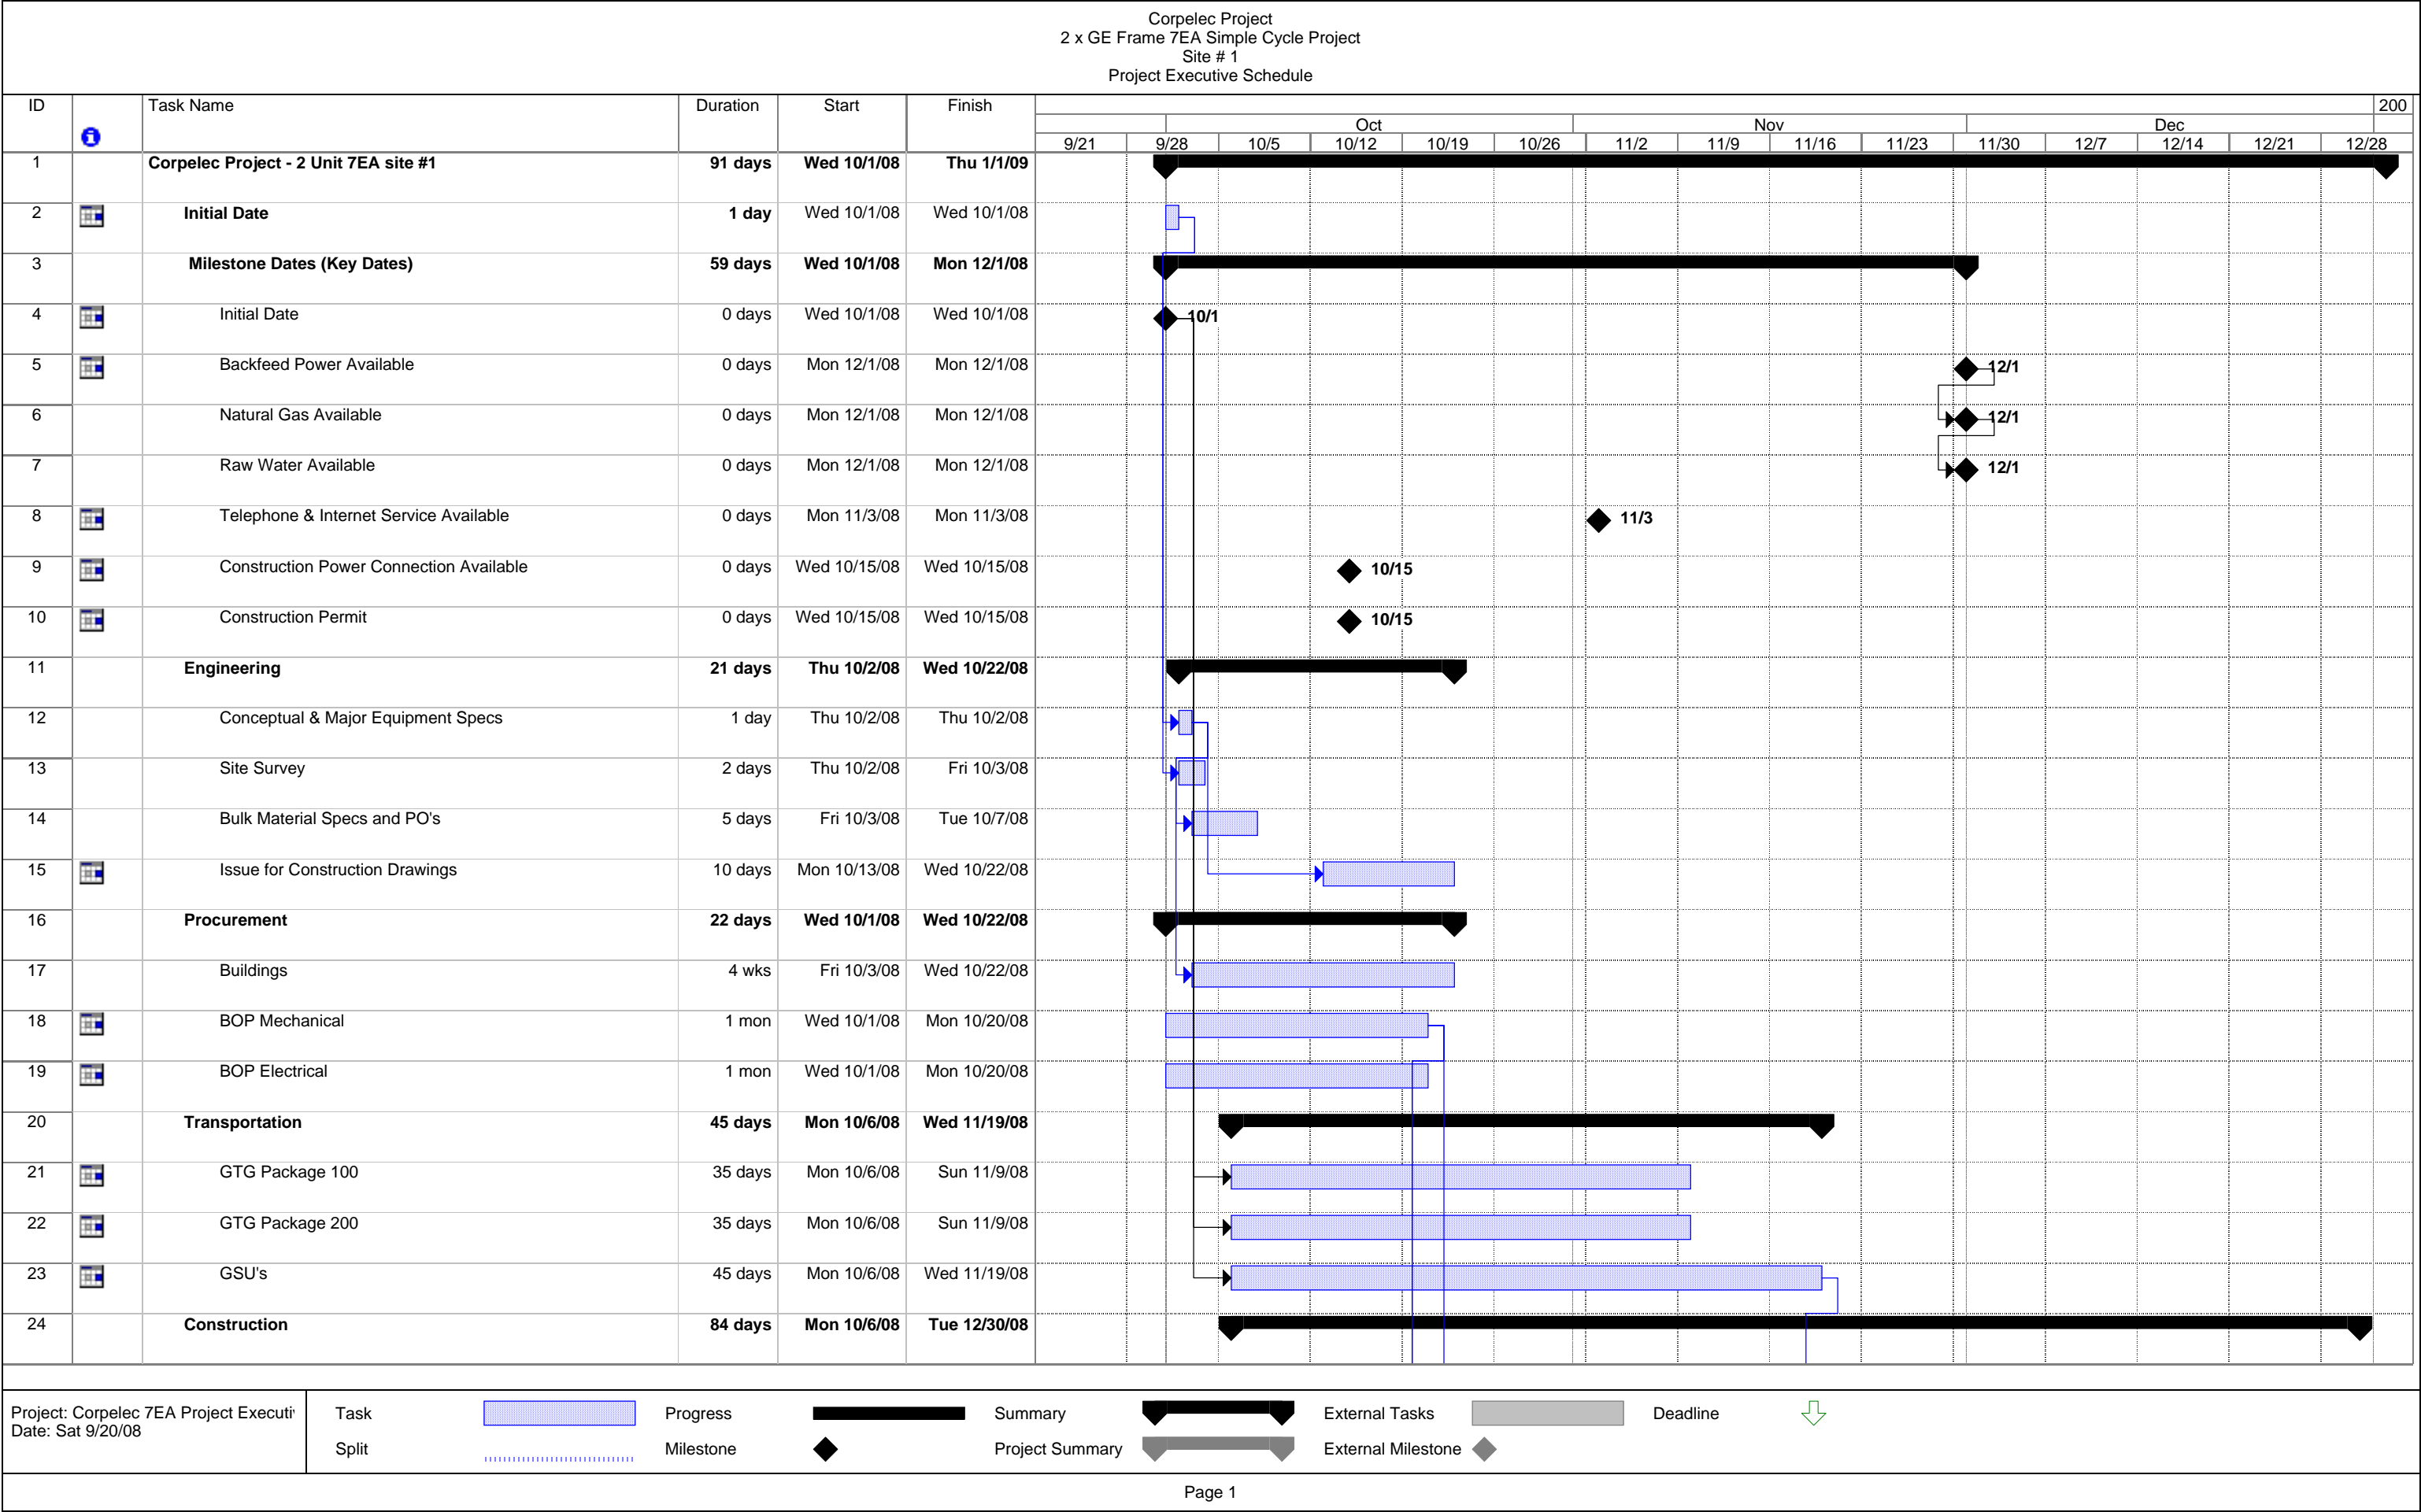 Corpelec Project
2 x GE Frame 7EA Simple Cycle Project
Site # 1
Project Executive Schedule
ID Task Name Duration Start Finish 200
Oct Nov Dec
9/21 9/28 10/5 10/12 10/19 10/26 11/2 11/9 11/16 11/23 11/30 12/7 12/14 12/21 12/28
1 Corpelec Project - 2 Unit 7EA site #1 91 days Wed 10/1/08 Thu 1/1/09
2 Initial Date 1 day Wed 10/1/08 Wed 10/1/08
3 Milestone Dates (Key Dates) 59 days Wed 10/1/08 Mon 12/1/08
4 Initial Date 0 days Wed 10/1/08 Wed 10/1/08 10/1
5 Backfeed Power Available 0 days Mon 12/1/08 Mon 12/1/08 12/1
6 Natural Gas Available 0 days Mon 12/1/08 Mon 12/1/08 12/1
7 Raw Water Available 0 days Mon 12/1/08 Mon 12/1/08 12/1
8 Telephone & Internet Service Available 0 days Mon 11/3/08 Mon 11/3/08 11/3
9 Construction Power Connection Available 0 days Wed 10/15/08 Wed 10/15/08 10/15
10 Construction Permit 0 days Wed 10/15/08 Wed 10/15/08 10/15
11 Engineering 21 days Thu 10/2/08 Wed 10/22/08
12 Conceptual & Major Equipment Specs 1 day Thu 10/2/08 Thu 10/2/08
13 Site Survey 2 days Thu 10/2/08 Fri 10/3/08
14 Bulk Material Specs and PO's 5 days Fri 10/3/08 Tue 10/7/08
15 Issue for Construction Drawings 10 days Mon 10/13/08 Wed 10/22/08
16 Procurement 22 days Wed 10/1/08 Wed 10/22/08
17 Buildings 4 wks Fri 10/3/08 Wed 10/22/08
18 BOP Mechanical 1 mon Wed 10/1/08 Mon 10/20/08
19 BOP Electrical 1 mon Wed 10/1/08 Mon 10/20/08
20 Transportation 45 days Mon 10/6/08 Wed 11/19/08
21 GTG Package 100 35 days Mon 10/6/08 Sun 11/9/08
22 GTG Package 200 35 days Mon 10/6/08 Sun 11/9/08
23 GSU's 45 days Mon 10/6/08 Wed 11/19/08
24 Construction 84 days Mon 10/6/08 Tue 12/30/08
Project: Corpelec 7EA Project Executi
Date: Sat 9/20/08
Task Progress Summary External Tasks Deadline
Split Milestone Project Summary External Milestone
Page 1